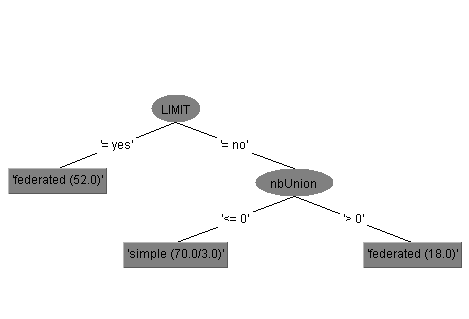 LIMIT
'= yes'
'= no'
'federated (52.0)'
nbUnion
'<= 0'
'> 0'
'simple (70.0/3.0)'
'federated (18.0)'